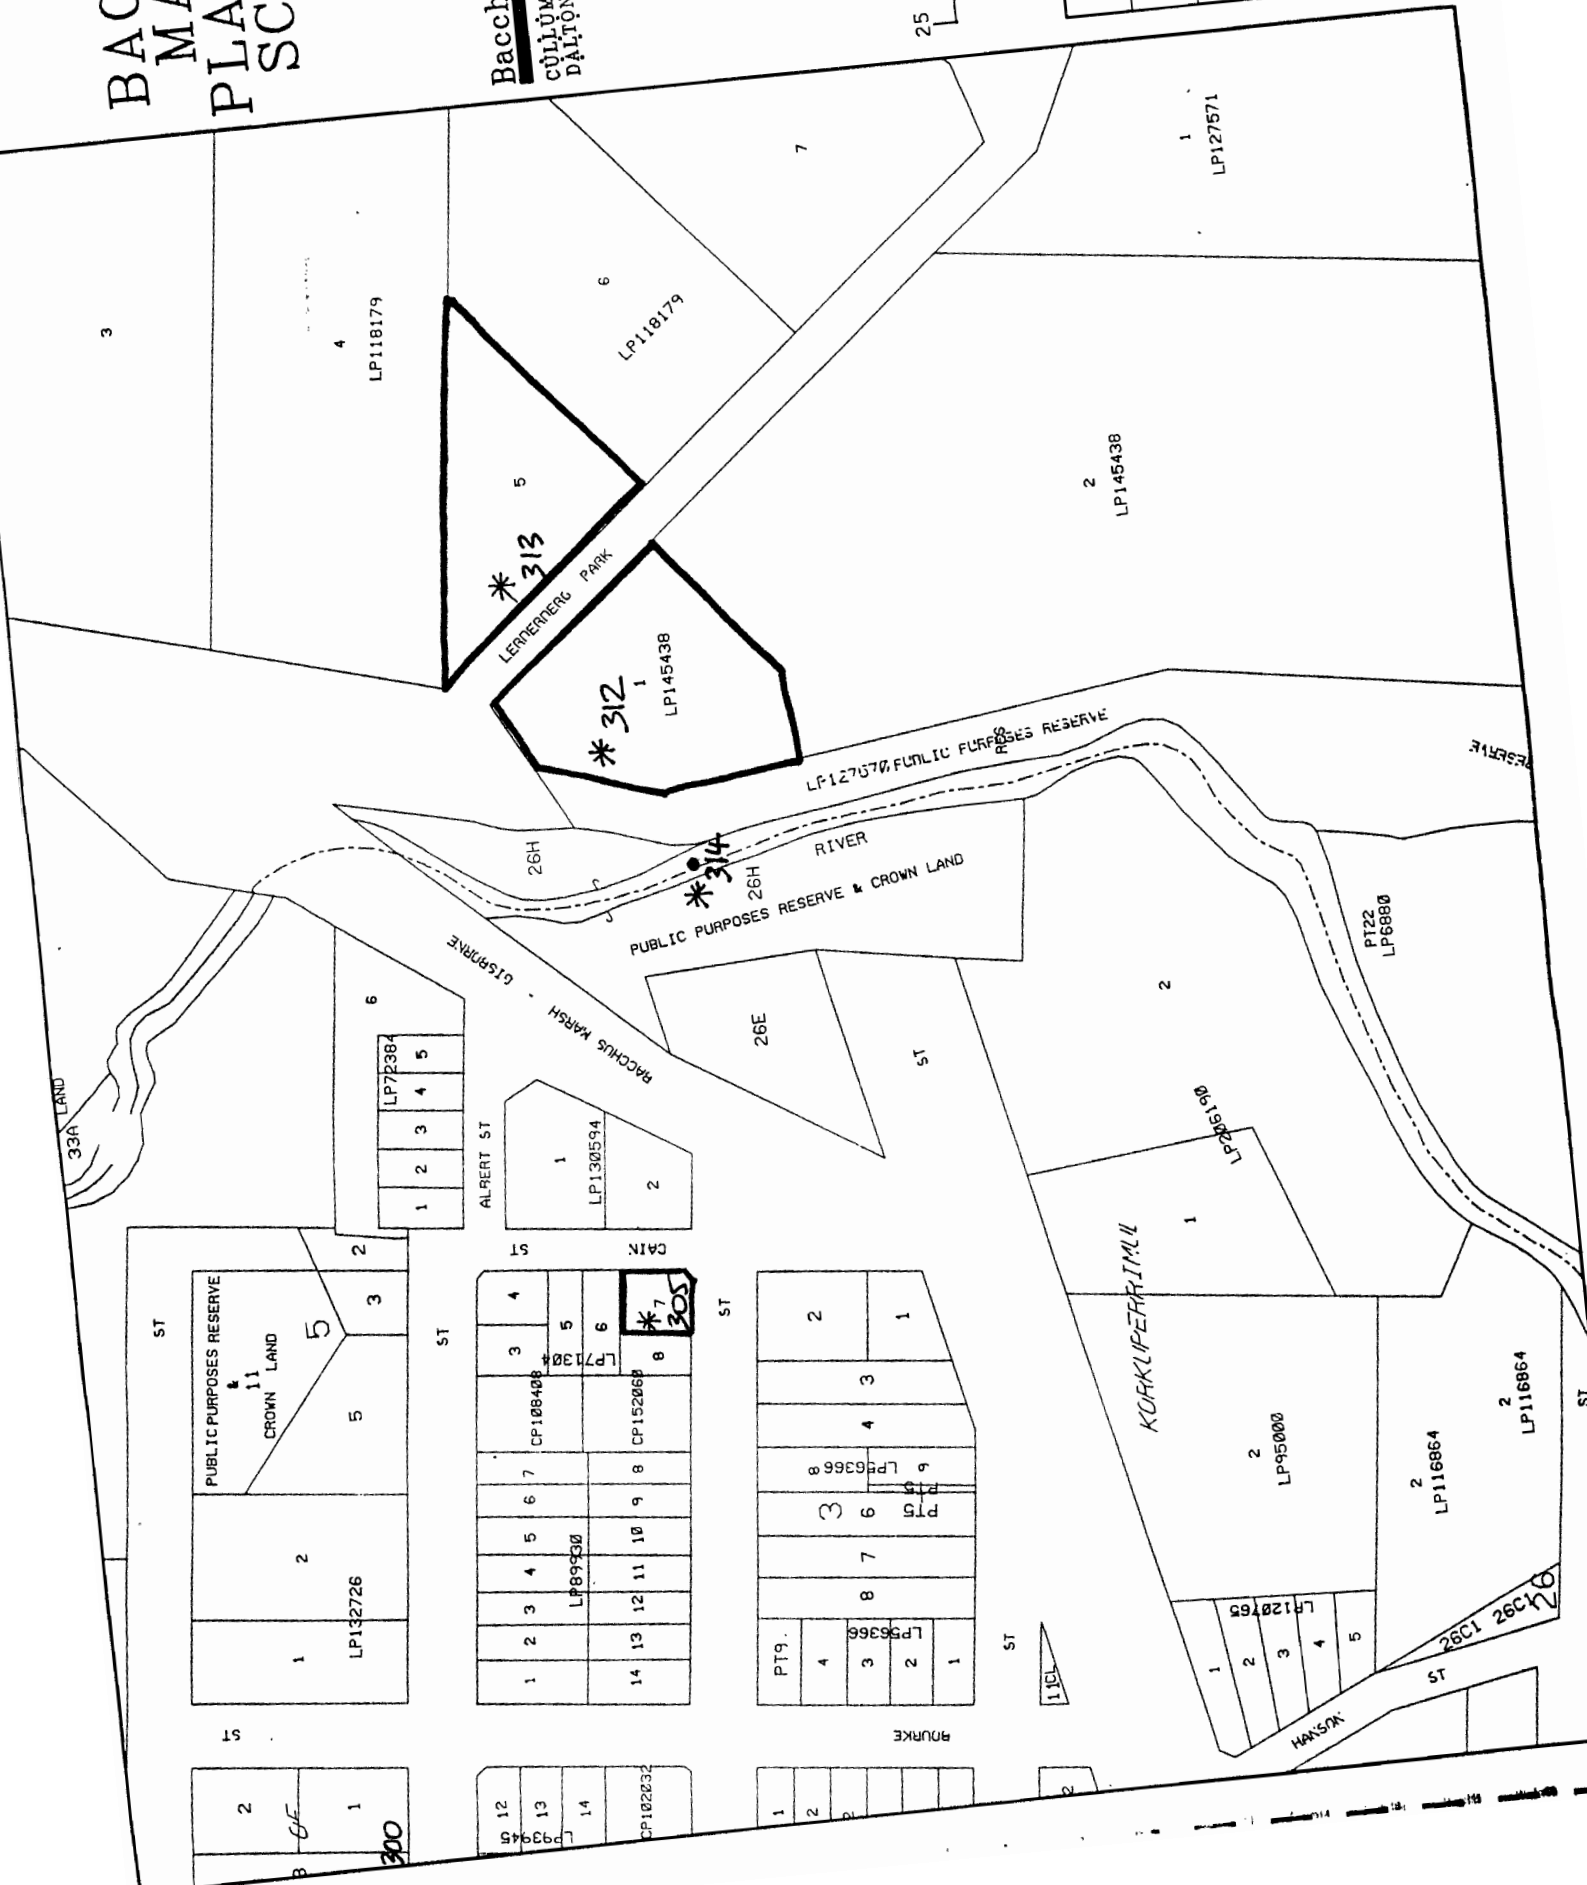 BAC
MA
PLA
SC
Bacch
CULLUM
DALTON
25
3
4
LP118179
6
LP118179
7
1
LP127571
5
* 313
LERDERDERG PARK
* 312
1
LP145438
2
LP145438
RESERVE
RES
RESERVE
26H
* 314
26H
RIVER
PUBLIC PURPOSES RESERVE & CROWN LAND
BACCHUS MARSH - GISBORNE
26E
ST
2
PT22
LP6880
33A
LAND
6
LP72384
1
2
3
4
5
ALBERT ST
1
LP130594
2
LP206190
1
KORKUPERRIMUL
ST
PUBLIC PURPOSES RESERVE
&
11
CROWN LAND
5
2
3
5
2
1
LP132726
ST
ST
CAIN
4
3
5
6
* 7
305
8
LP71304
CP108408
CP152060
7
6
5
4
3
2
1
8
9
10
11
12
13
14
LP89930
ST
2
1
3
4
8
LP56366
9
PT5
PT5
3
6
7
8
PT9.
4
3
2
1
LP56366
ST
11CL
2
LP95000
2
LP116864
2
LP116864
ST
LP120765
1
2
3
4
5
26C1
26C1
26
HANSON
ST
ST
ROURKE
2
1
300
12
13
14
LP93945
CP102032
1
2
2